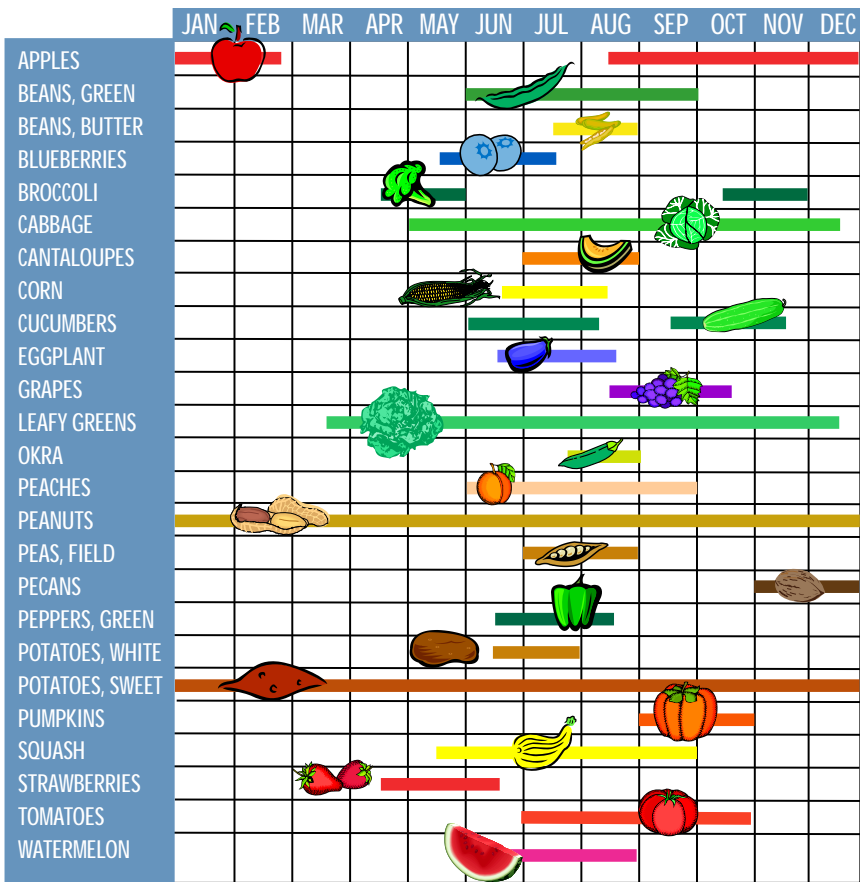 JAN FEB MAR APR MAY JUN JUL AUG SEP OCT NOV DEC
APPLES
BEANS, GREEN
BEANS, BUTTER
BLUEBERRIES
BROCCOLI
CABBAGE
CANTALOUPES
CORN
CUCUMBERS
EGGPLANT
GRAPES
LEAFY GREENS
OKRA
PEACHES
PEANUTS
PEAS, FIELD
PECANS
PEPPERS, GREEN
POTATOES, WHITE
POTATOES, SWEET
PUMPKINS
SQUASH
STRAWBERRIES
TOMATOES
WATERMELON